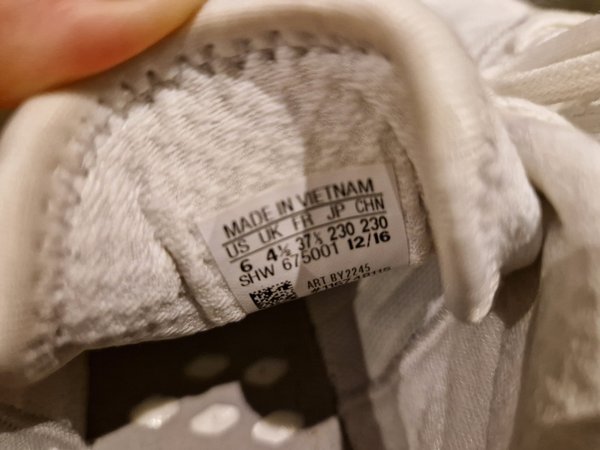 MADE IN VIETNAM
US UK FR JP CHN
6 4½ 37⅓ 230 230
SHW 675001 12/16
ART BY2245